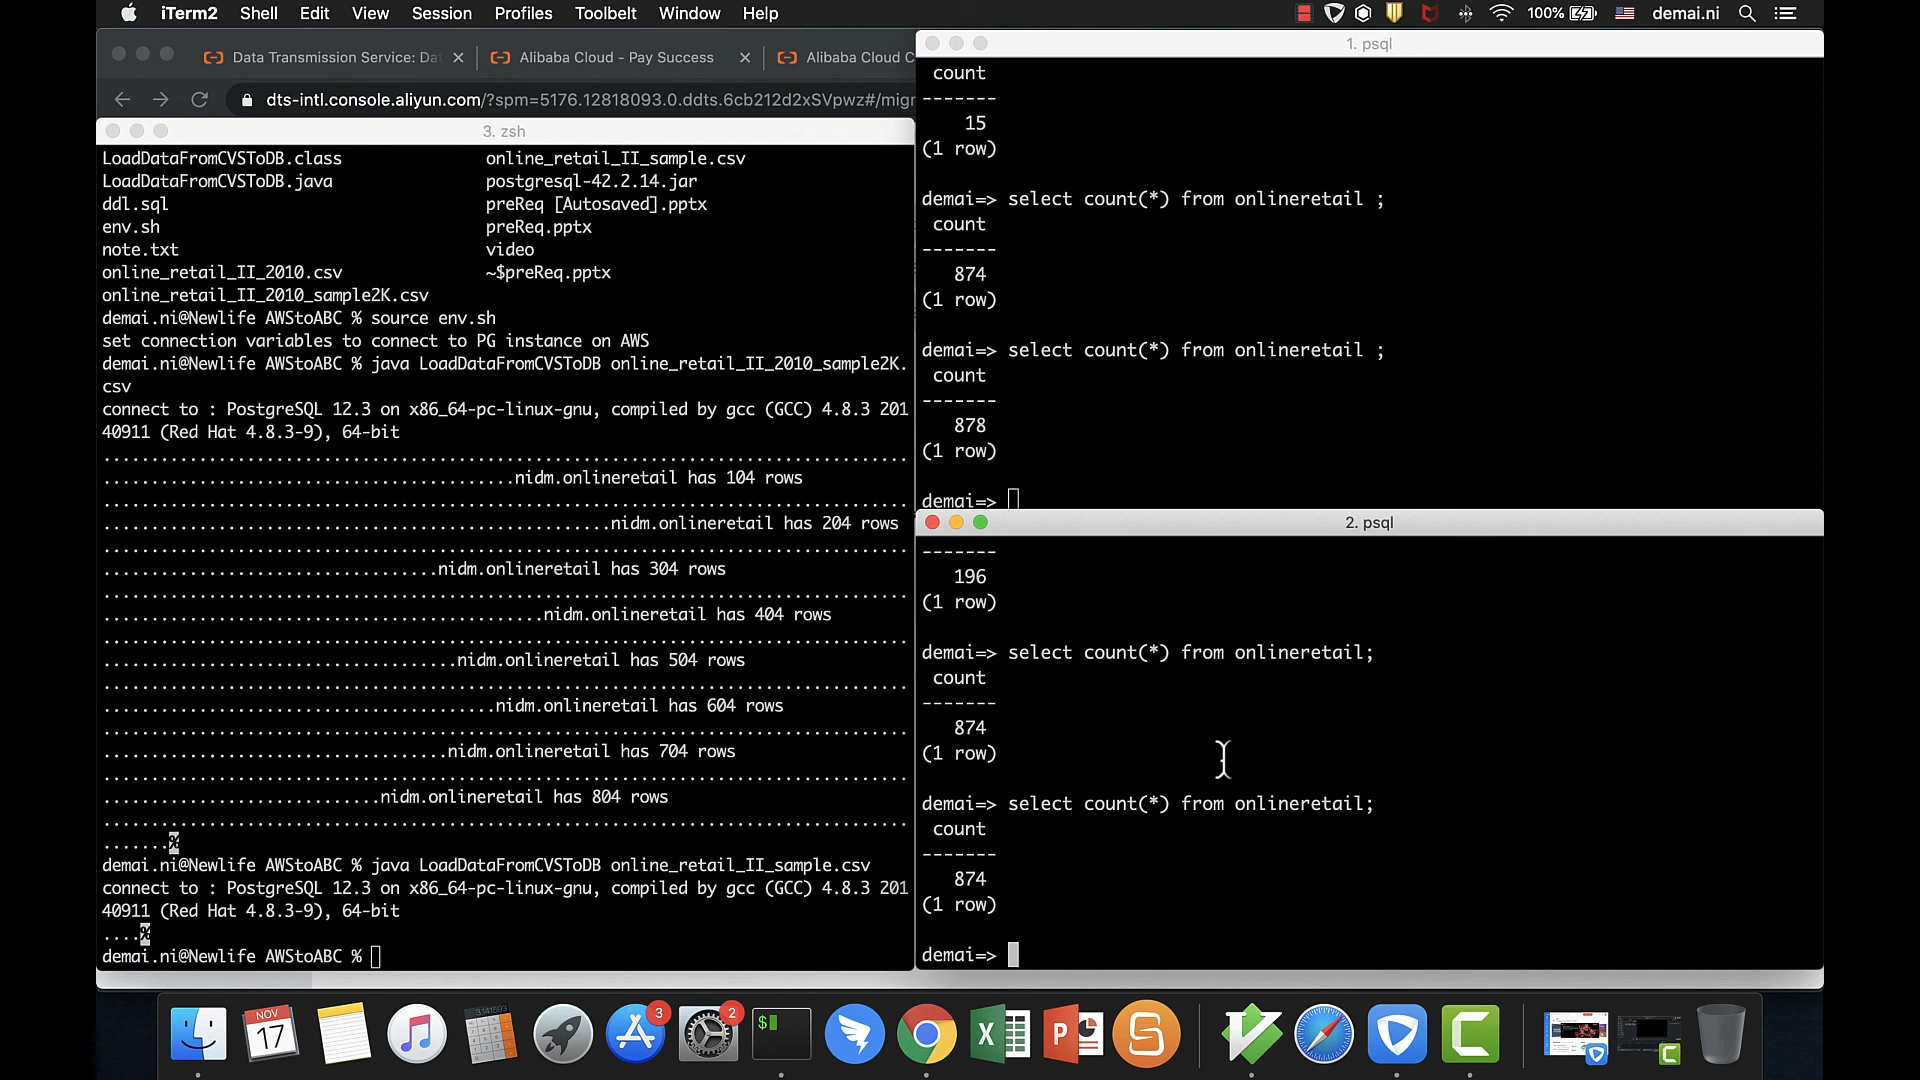 iTerm2 Shell Edit View Session Profiles Toolbelt Window Help 100% demai.ni
Data Transmission Service: Dat Alibaba Cloud - Pay Success Alibaba Cloud C
dts-intl.console.aliyun.com/?spm=5176.12818093.0.ddts.6cb212d2xSVpwz#/migr
3. zsh
LoadDataFromCVSToDB.class online_retail_II_sample.csv
LoadDataFromCVSToDB.java postgresql-42.2.14.jar
ddl.sql preReq [Autosaved].pptx
env.sh preReq.pptx
note.txt video
online_retail_II_2010.csv ~$preReq.pptx
online_retail_II_2010_sample2K.csv
demai.ni@Newlife AWStoABC % source env.sh
set connection variables to connect to PG instance on AWS
demai.ni@Newlife AWStoABC % java LoadDataFromCVSToDB online_retail_II_2010_sample2K.
csv
connect to : PostgreSQL 12.3 on x86_64-pc-linux-gnu, compiled by gcc (GCC) 4.8.3 201
40911 (Red Hat 4.8.3-9), 64-bit
....................................................................................
...........................................nidm.onlineretail has 104 rows
....................................................................................
.....................................................nidm.onlineretail has 204 rows
....................................................................................
...................................nidm.onlineretail has 304 rows
....................................................................................
..............................................nidm.onlineretail has 404 rows
....................................................................................
.....................................nidm.onlineretail has 504 rows
....................................................................................
.........................................nidm.onlineretail has 604 rows
....................................................................................
....................................nidm.onlineretail has 704 rows
....................................................................................
.............................nidm.onlineretail has 804 rows
....................................................................................
.......%
demai.ni@Newlife AWStoABC % java LoadDataFromCVSToDB online_retail_II_sample.csv
connect to : PostgreSQL 12.3 on x86_64-pc-linux-gnu, compiled by gcc (GCC) 4.8.3 201
40911 (Red Hat 4.8.3-9), 64-bit
....%
demai.ni@Newlife AWStoABC %
1. psql
count
-------
15
(1 row)
demai=> select count(*) from onlineretail ;
count
-------
874
(1 row)
demai=> select count(*) from onlineretail ;
count
-------
878
(1 row)
demai=>
2. psql
-------
196
(1 row)
demai=> select count(*) from onlineretail;
count
-------
874
(1 row)
demai=> select count(*) from onlineretail;
count
-------
874
(1 row)
demai=>
NOV
17
3.141593
3
2
$
X
P
S
V
C